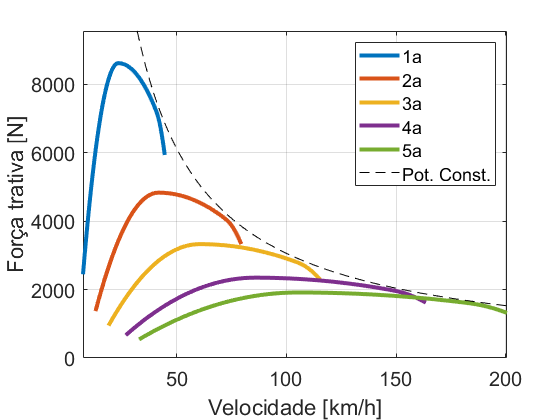 Força trativa [N]
8000
6000
4000
2000
0
50
100
150
200
Velocidade [km/h]
1a
2a
3a
4a
5a
Pot. Const.